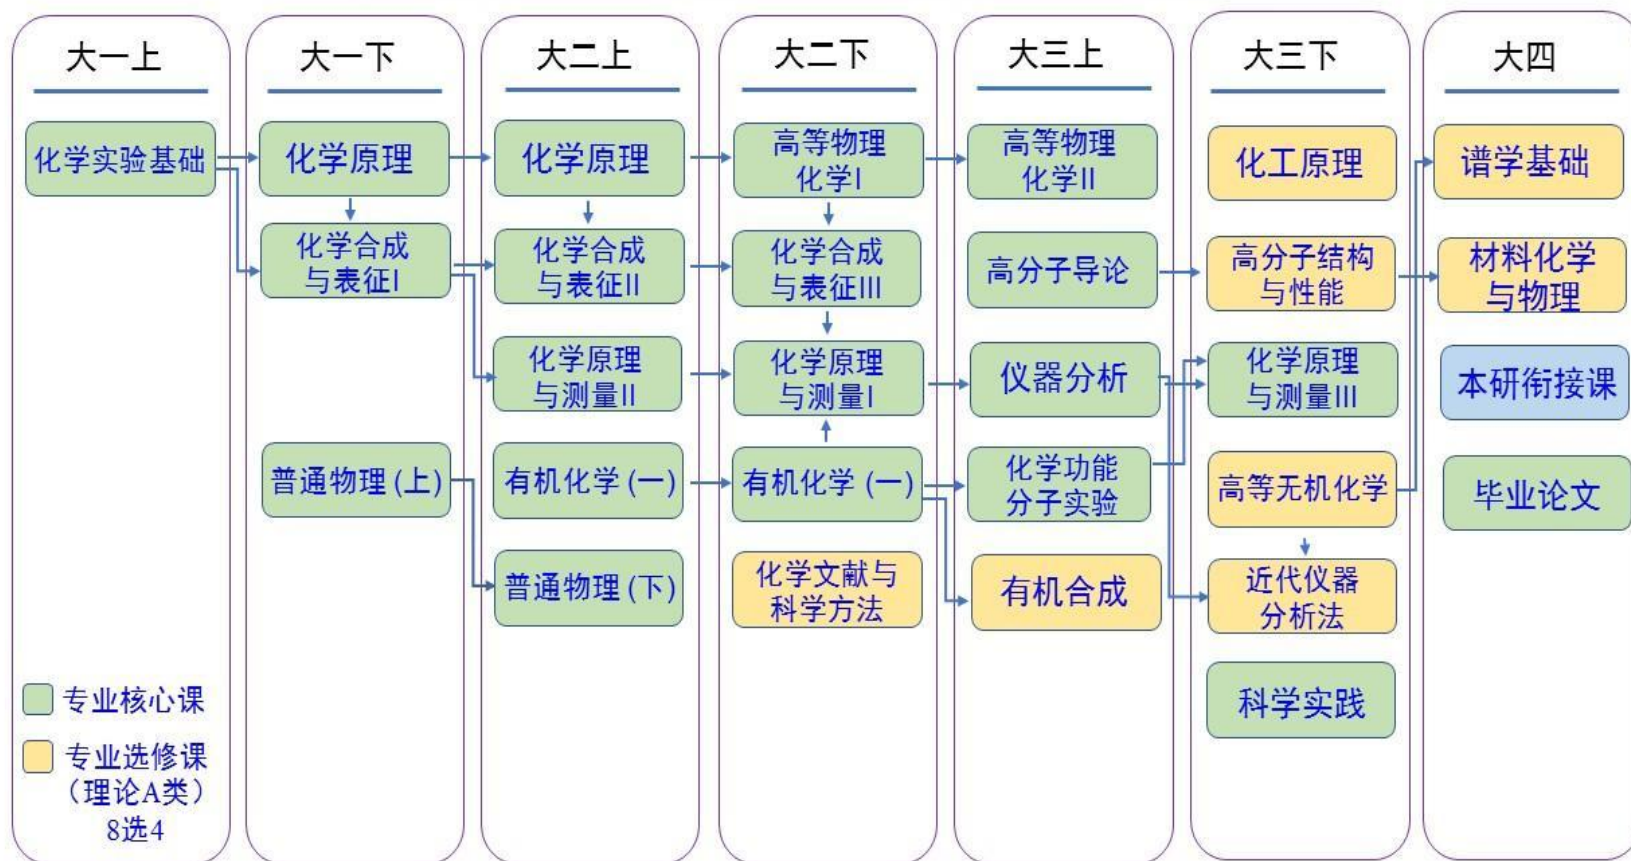 大一上
化学实验基础
专业核心课
专业选修课
（理论A类）
8选4
大一下
化学原理
化学合成
与表征I
普通物理 (上)
大二上
化学原理
化学合成
与表征II
化学原理
与测量II
有机化学 (一)
普通物理 (下)
大二下
高等物理
化学I
化学合成
与表征III
化学原理
与测量I
有机化学 (一)
化学文献与
科学方法
大三上
高等物理
化学II
高分子导论
仪器分析
化学功能
分子实验
有机合成
大三下
化工原理
高分子结构
与性能
化学原理
与测量III
高等无机化学
近代仪器
分析法
科学实践
大四
谱学基础
材料化学
与物理
本研衔接课
毕业论文